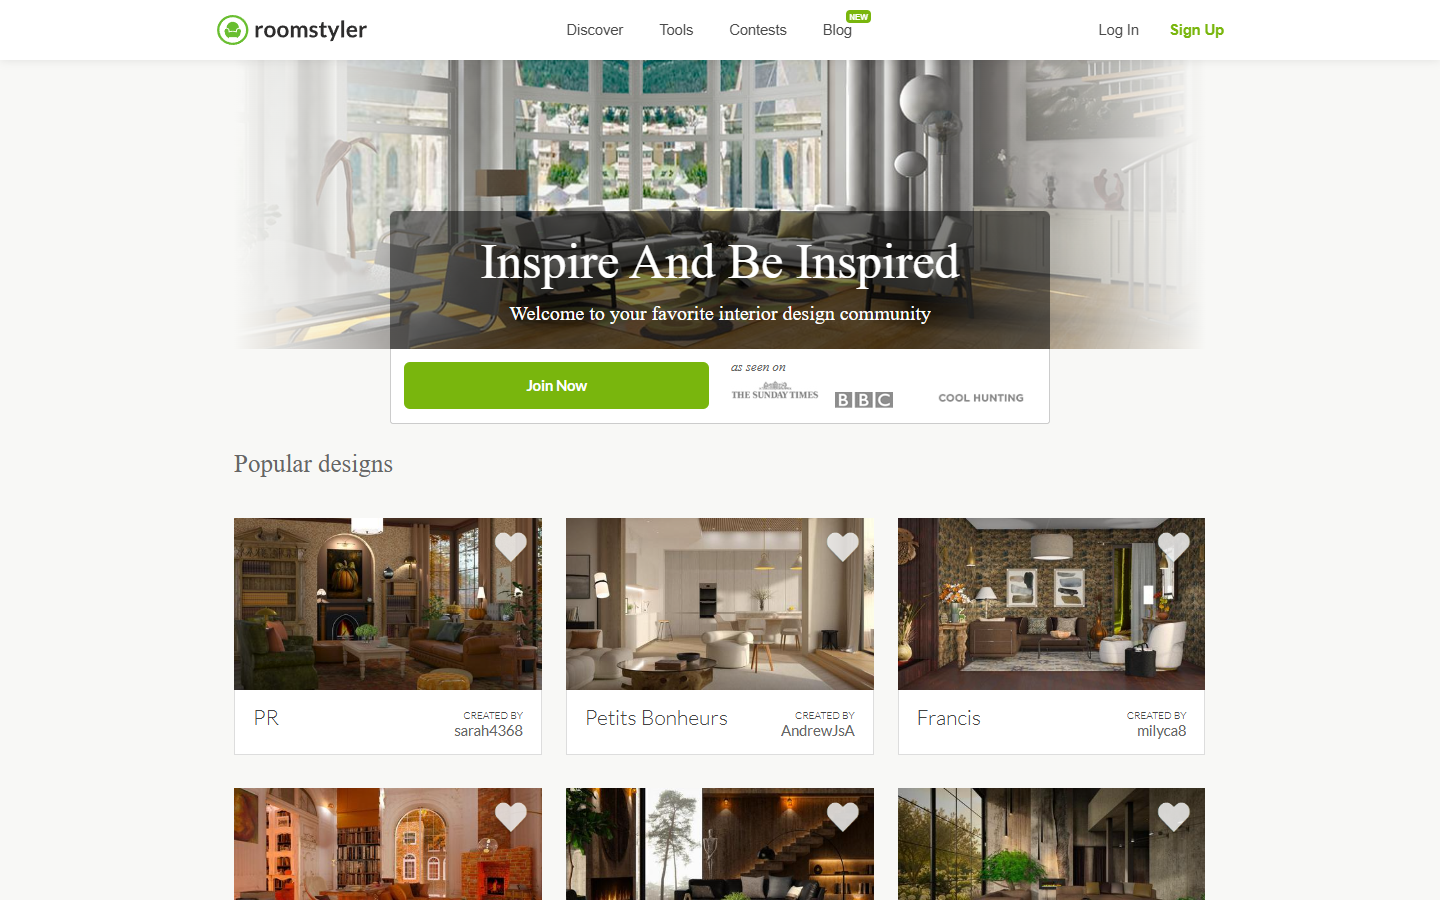 roomstyler
Discover
Tools
Contests
Blog
NEW
Log In
Sign Up
Inspire And Be Inspired
Welcome to your favorite interior design community
Join Now
as seen on
THE SUNDAY TIMES
BBC
COOL HUNTING
Popular designs
PR
CREATED BY
sarah4368
Petits Bonheurs
CREATED BY
AndrewJsA
Francis
CREATED BY
milyca8